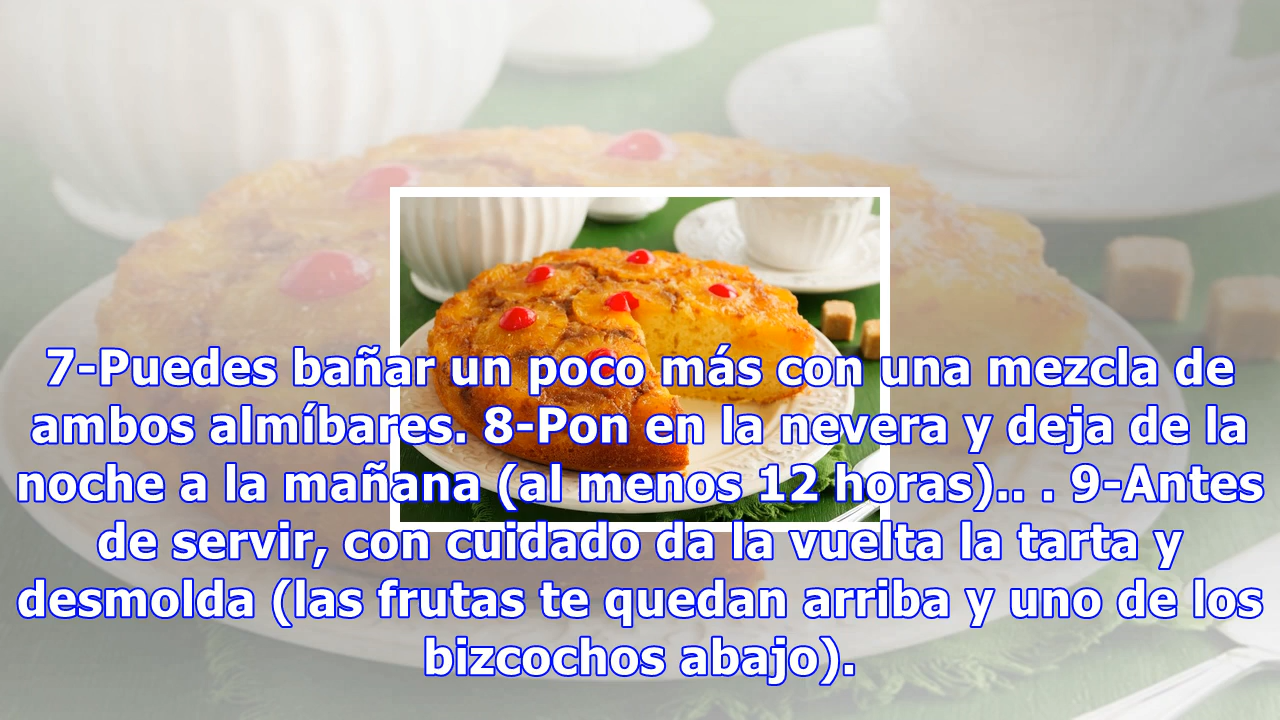 7-Puedes bañar un poco más con una mezcla de
ambos almíbares. 8-Pon en la nevera y deja de la
noche a la mañana (al menos 12 horas).. . 9-Antes
de servir, con cuidado da la vuelta la tarta y
desmolda (las frutas te quedan arriba y uno de los
bizcochos abajo).